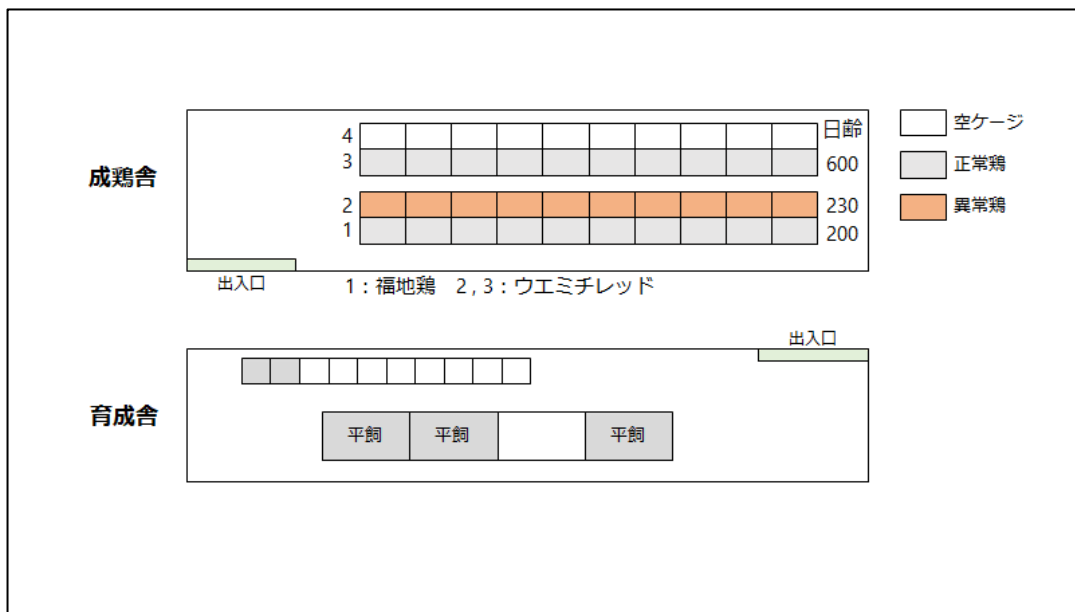 成鶏舎
4
3
2
1
日齢
600
230
200
空ケージ
正常鶏
異常鶏
出入口
1：福地鶏 2,3：ウエミチレッド
出入口
育成舎
平飼
平飼
平飼